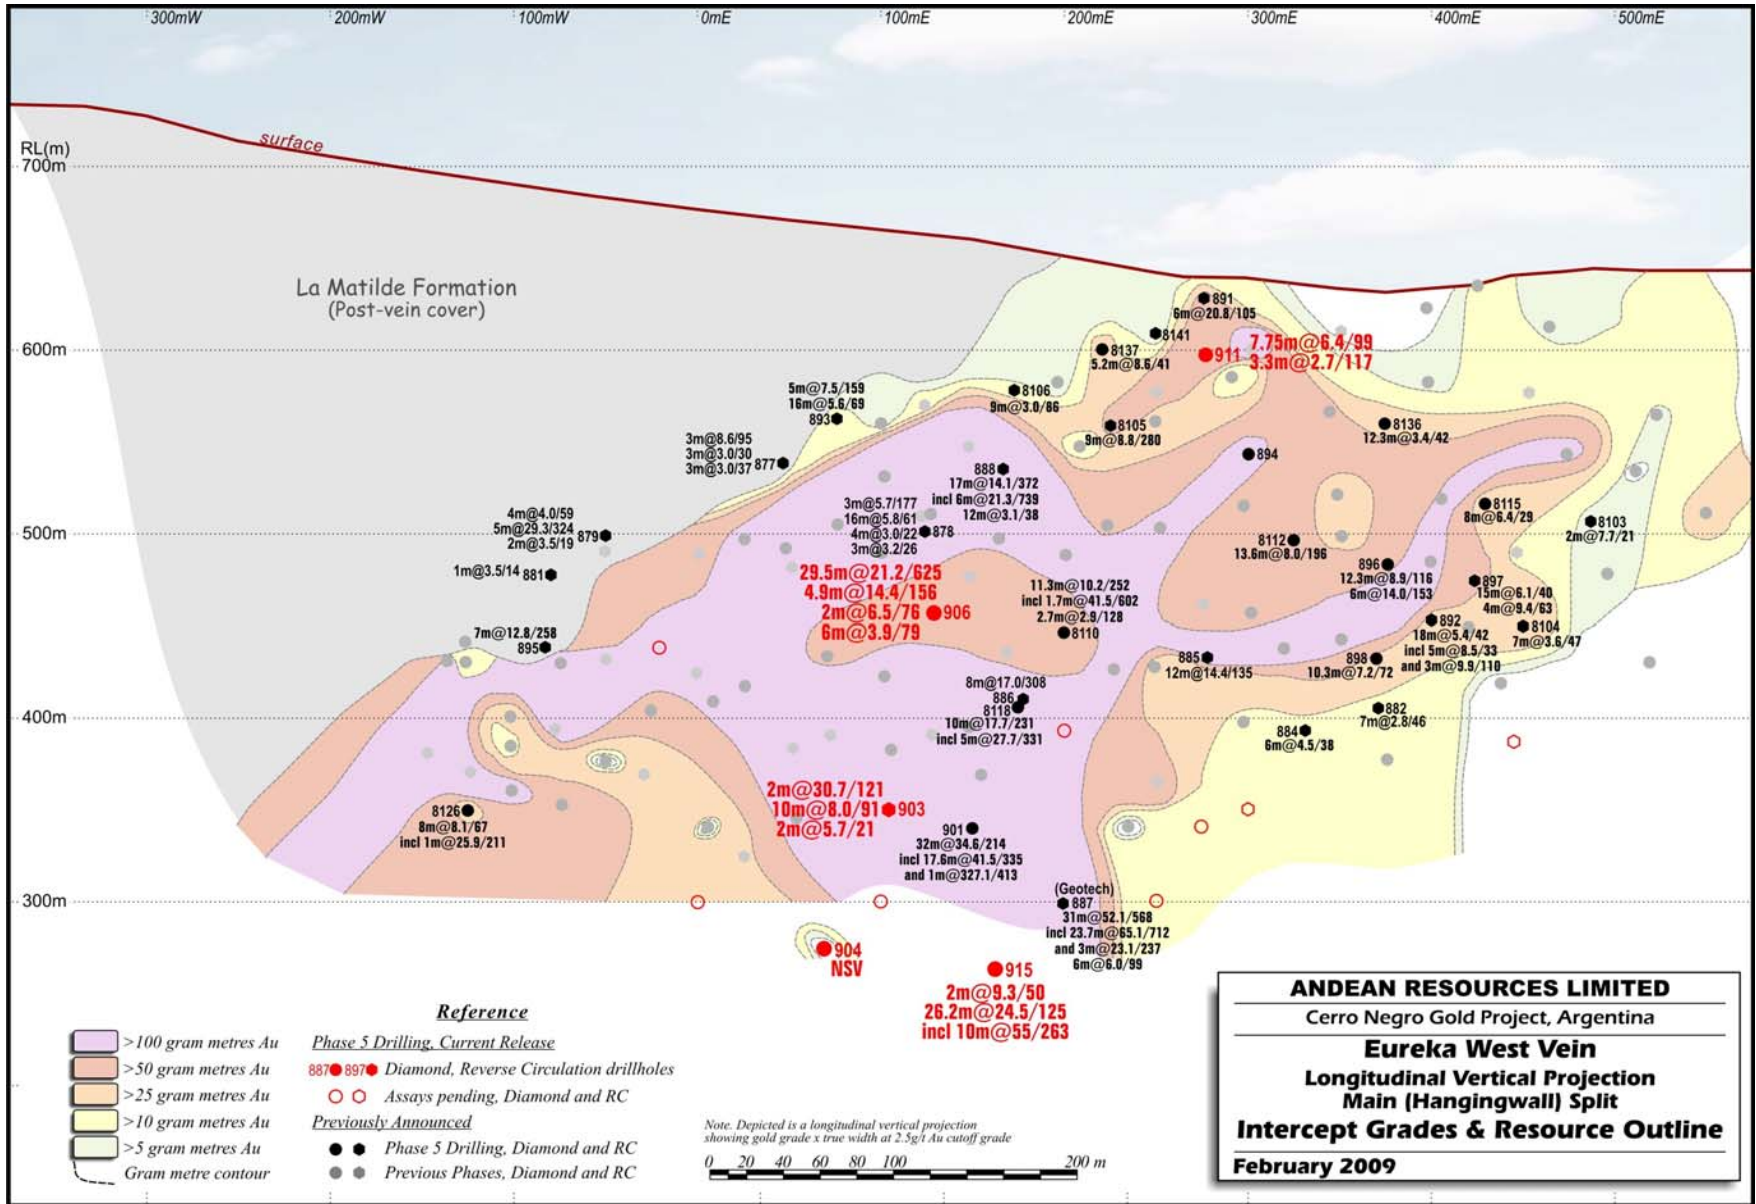 300mW 200mW 100mW 0mE 100mE 200mE 300mE 400mE 500mE
surface
RL(m)
700m
La Matilde Formation
(Post-vein cover)
891
6m@20.8/105
8141
600m
8137
5.2m@8.6/41
911
7.75m@6.4/99
3.3m@2.7/117
5m@7.5/159
16m@5.6/69
893
8106
9m@3.0/86
8105
9m@8.8/280
8136
12.3m@3.4/42
3m@8.6/95
3m@3.0/30
3m@3.0/37
877
888
17m@14.1/372
incl 6m@21.3/739
12m@3.1/38
894
4m@4.0/59
5m@29.3/324
2m@3.5/19
879
3m@5.7/177
16m@5.8/61
4m@3.0/22
3m@3.2/26
878
8115
8m@6.4/29
8103
2m@7.7/21
500m
8112
13.6m@8.0/196
1m@3.5/14 881
29.5m@21.2/625
4.9m@14.4/156
2m@6.5/76
6m@3.9/79
906
11.3m@10.2/252
incl 1.7m@41.5/602
2.7m@2.9/128
8110
896
12.3m@8.9/116
6m@14.0/153
897
15m@6.1/40
4m@9.4/63
892
18m@5.4/42
incl 5m@8.5/33
and 3m@9.9/110
8104
7m@3.6/47
7m@12.8/258
895
885
12m@14.4/135
898
10.3m@7.2/72
8m@17.0/308
886
8118
10m@17.7/231
incl 5m@27.7/331
400m
882
7m@2.8/46
884
6m@4.5/38
8126
8m@8.1/67
incl 1m@25.9/211
2m@30.7/121
10m@8.0/91
2m@5.7/21
903
901
32m@34.6/214
incl 17.6m@41.5/335
and 1m@327.1/413
300m
(Geotech)
887
31m@52.1/568
incl 23.7m@65.1/712
and 3m@23.1/237
6m@6.0/99
904
NSV
915
2m@9.3/50
26.2m@24.5/125
incl 10m@55/263
Reference
>100 gram metres Au
>50 gram metres Au
>25 gram metres Au
>10 gram metres Au
>5 gram metres Au
Gram metre contour
Phase 5 Drilling, Current Release
887 897 Diamond, Reverse Circulation drillholes
Assays pending, Diamond and RC
Previously Announced
Phase 5 Drilling, Diamond and RC
Previous Phases, Diamond and RC
Note. Depicted is a longitudinal vertical projection
showing gold grade x true width at 2.5g/t Au cutoff grade
0 20 40 60 80 100 200 m
ANDEAN RESOURCES LIMITED
Cerro Negro Gold Project, Argentina
Eureka West Vein
Longitudinal Vertical Projection
Main (Hangingwall) Split
Intercept Grades & Resource Outline
February 2009